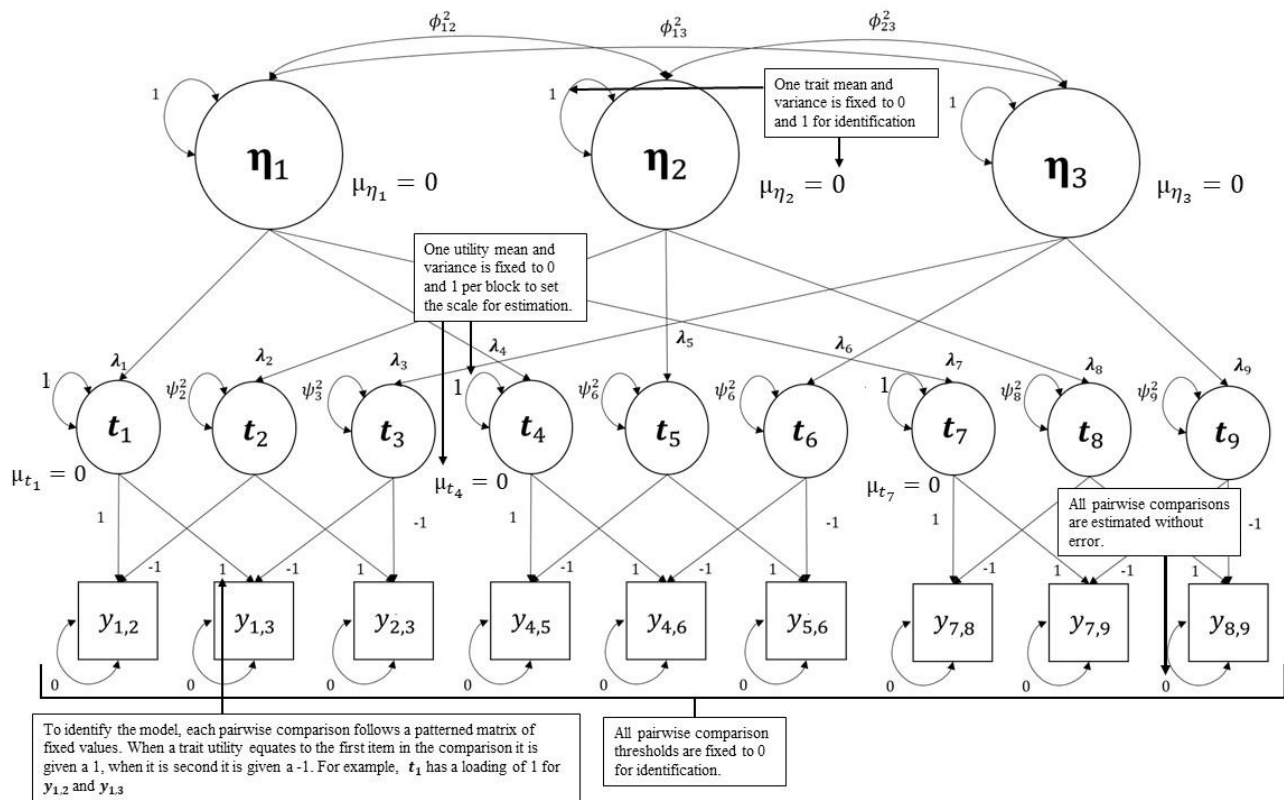 ϕ²₁₂ ϕ²₁₃ ϕ²₂₃
1 1 1
One trait mean and
variance is fixed to 0
and 1 for identification
η₁ η₂ η₃
μ_η₁ = 0 μ_η₂ = 0 μ_η₃ = 0
One utility mean and
variance is fixed to 0
and 1 per block to set
the scale for estimation.
λ₁ λ₂ λ₃ λ₄ λ₅ λ₆ λ₇ λ₈ λ₉
1 ψ²₂ ψ²₃ 1 ψ²₆ ψ²₆ 1 ψ²₈ ψ²₉
t₁ t₂ t₃ t₄ t₅ t₆ t₇ t₈ t₉
μ_t₁ = 0 μ_t₄ = 0 μ_t₇ = 0
All pairwise comparisons
are estimated without
error.
1 -1 1 -1 1 -1
-1 1 -1 1 -1 1 -1 1 -1 1 -1 1
y₁,₂ y₁,₃ y₂,₃ y₄,₅ y₄,₆ y₅,₆ y₇,₈ y₇,₉ y₈,₉
0 0 0 0 0 0 0 0 0
To identify the model, each pairwise comparison follows a patterned matrix of
fixed values. When a trait utility equates to the first item in the comparison it is
given a 1, when it is second it is given a -1. For example, t₁ has a loading of 1 for
y₁,₂ and y₁,₃
All pairwise comparison
thresholds are fixed to 0
for identification.